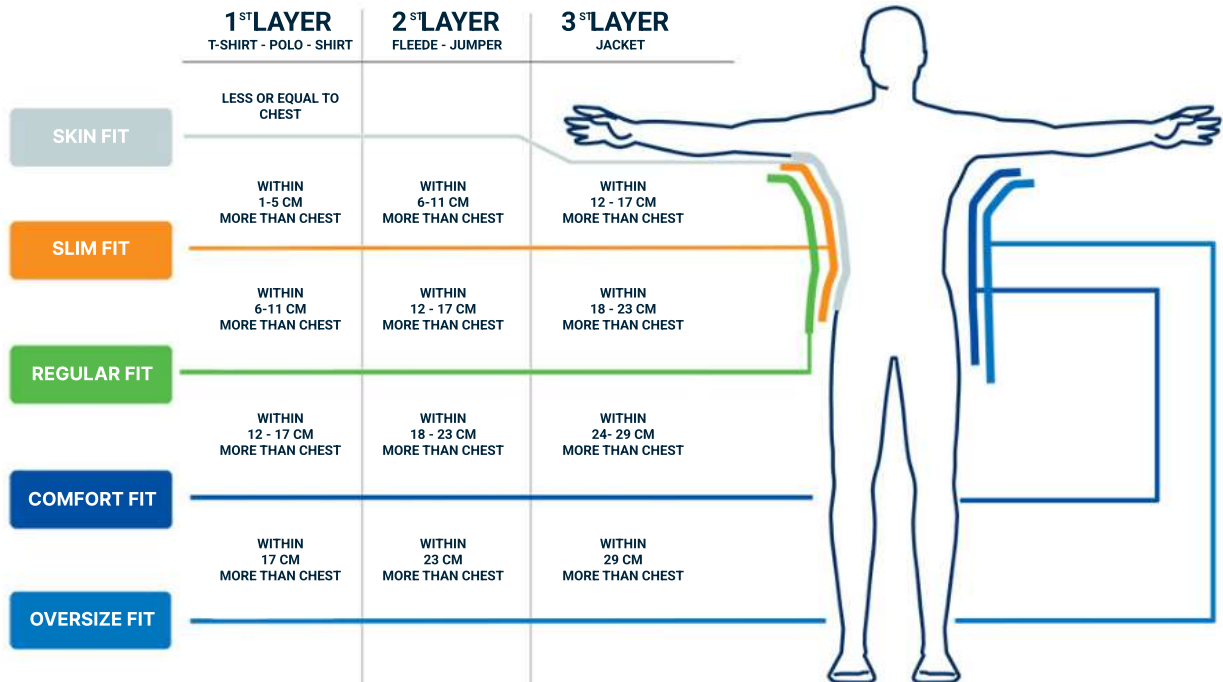 1ST LAYER
T-SHIRT - POLO - SHIRT
2ST LAYER
FLEEDE - JUMPER
3ST LAYER
JACKET
SKIN FIT
LESS OR EQUAL TO
CHEST
SLIM FIT
WITHIN
1-5 CM
MORE THAN CHEST
WITHIN
6-11 CM
MORE THAN CHEST
WITHIN
12 - 17 CM
MORE THAN CHEST
REGULAR FIT
WITHIN
6-11 CM
MORE THAN CHEST
WITHIN
12 - 17 CM
MORE THAN CHEST
WITHIN
18 - 23 CM
MORE THAN CHEST
COMFORT FIT
WITHIN
12 - 17 CM
MORE THAN CHEST
WITHIN
18 - 23 CM
MORE THAN CHEST
WITHIN
24- 29 CM
MORE THAN CHEST
OVERSIZE FIT
WITHIN
17 CM
MORE THAN CHEST
WITHIN
23 CM
MORE THAN CHEST
WITHIN
29 CM
MORE THAN CHEST